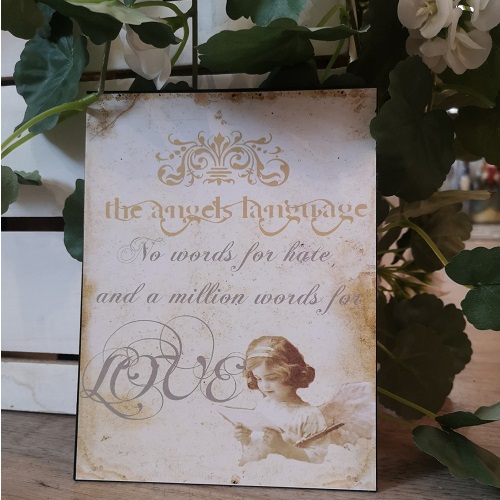 the angels language
No words for hate
and a million words for
LOVE